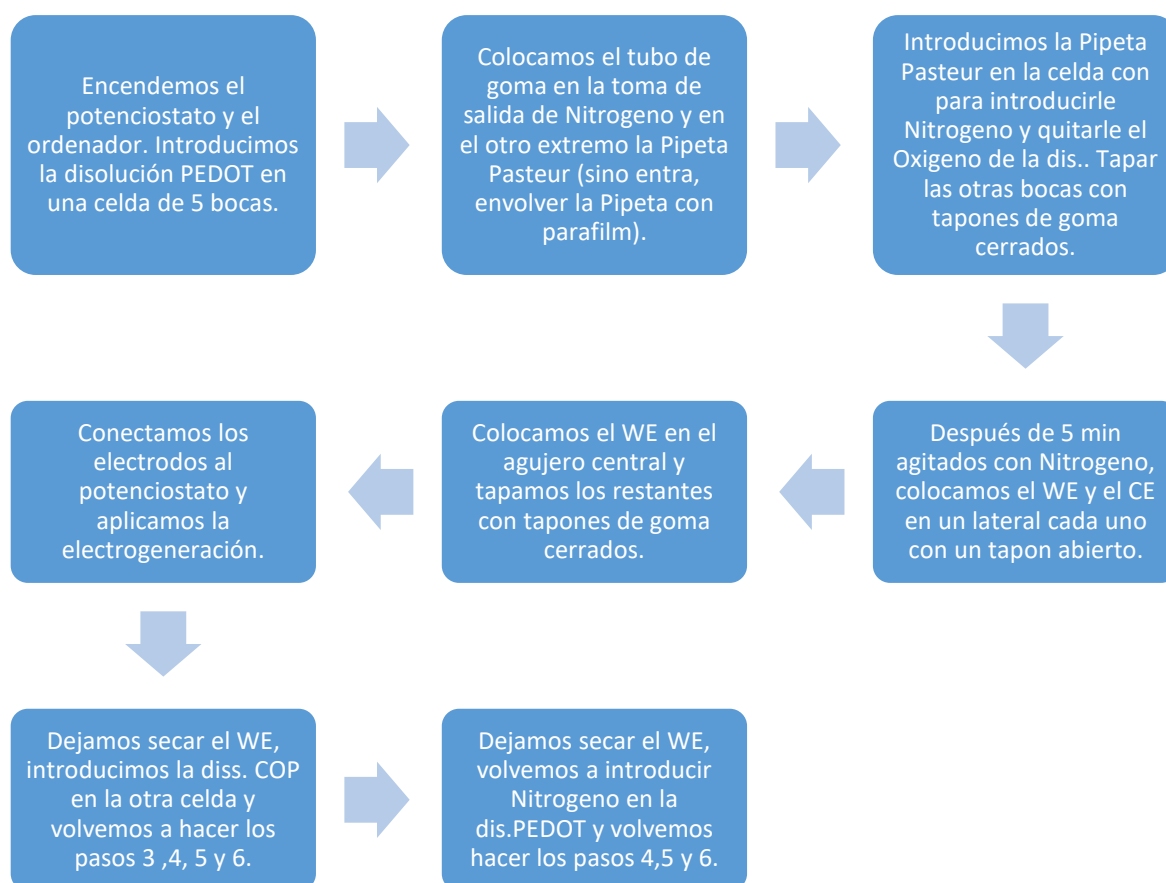 Encendemos el
potenciostato y el
ordenador. Introducimos
la disolución PEDOT en
una celda de 5 bocas.
Colocamos el tubo de
goma en la toma de
salida de Nitrogeno y en
el otro extremo la Pipeta
Pasteur (sino entra,
envolver la Pipeta con
parafilm).
Introducimos la Pipeta
Pasteur en la celda con
para introducirle
Nitrogeno y quitarle el
Oxigeno de la dis.. Tapar
las otras bocas con
tapones de goma
cerrados.
Después de 5 min
agitados con Nitrogeno,
colocamos el WE y el CE
en un lateral cada uno
con un tapon abierto.
Colocamos el WE en el
agujero central y
tapamos los restantes
con tapones de goma
cerrados.
Conectamos los
electrodos al
potenciostato y
aplicamos la
electrogeneración.
Dejamos secar el WE,
introducimos la diss. COP
en la otra celda y
volvemos a hacer los
pasos 3 ,4, 5 y 6.
Dejamos secar el WE,
volvemos a introducir
Nitrogeno en la
dis.PEDOT y volvemos
hacer los pasos 4,5 y 6.